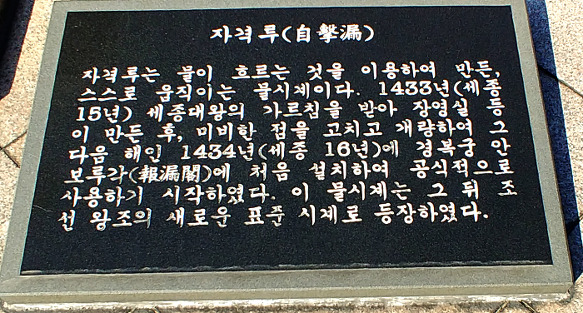 자격루(自擊漏)
자격루는 물이 흐르는 것을 이용하여 만든,
스스로 움직이는 물시계이다. 1433년(세종
15년) 세종대왕의 가르침을 받아 장영실 등
이 만든 후, 미비한 점을 고치고 개량하여 그
다음 해인 1434년(세종 16년)에 경복궁 안
보루각(報漏閣)에 처음 설치하여 공식적으로
사용하기 시작하였다. 이 물시계는 그 뒤 조
선 왕조의 새로운 표준 시계로 등장하였다.